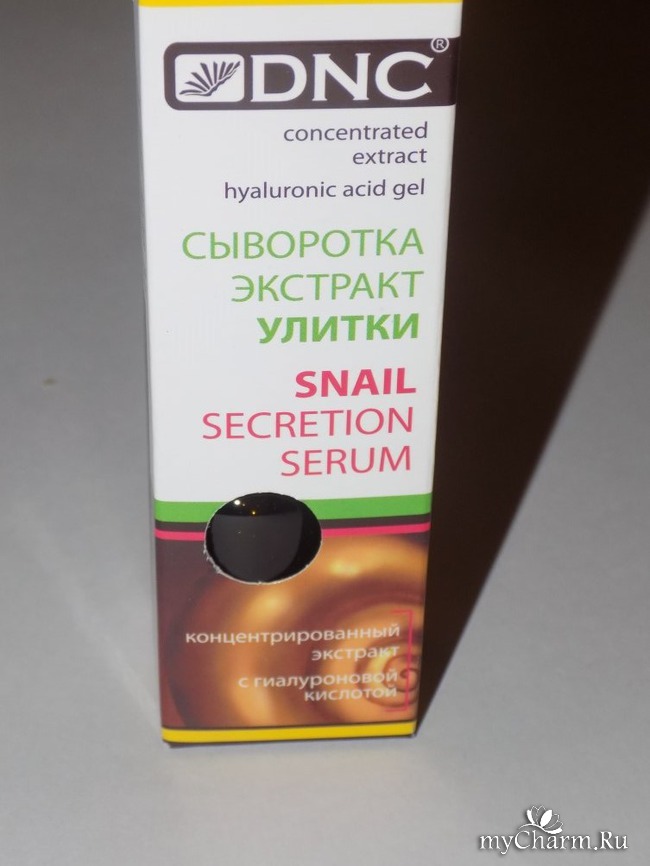 DNC®
concentrated
extract
hyaluronic acid gel
СЫВОРОТКА
ЭКСТРАКТ
УЛИТКИ
SNAIL
SECRETION
SERUM
концентрированный
экстракт
с гиалуроновой
кислотой
myCharm.Ru